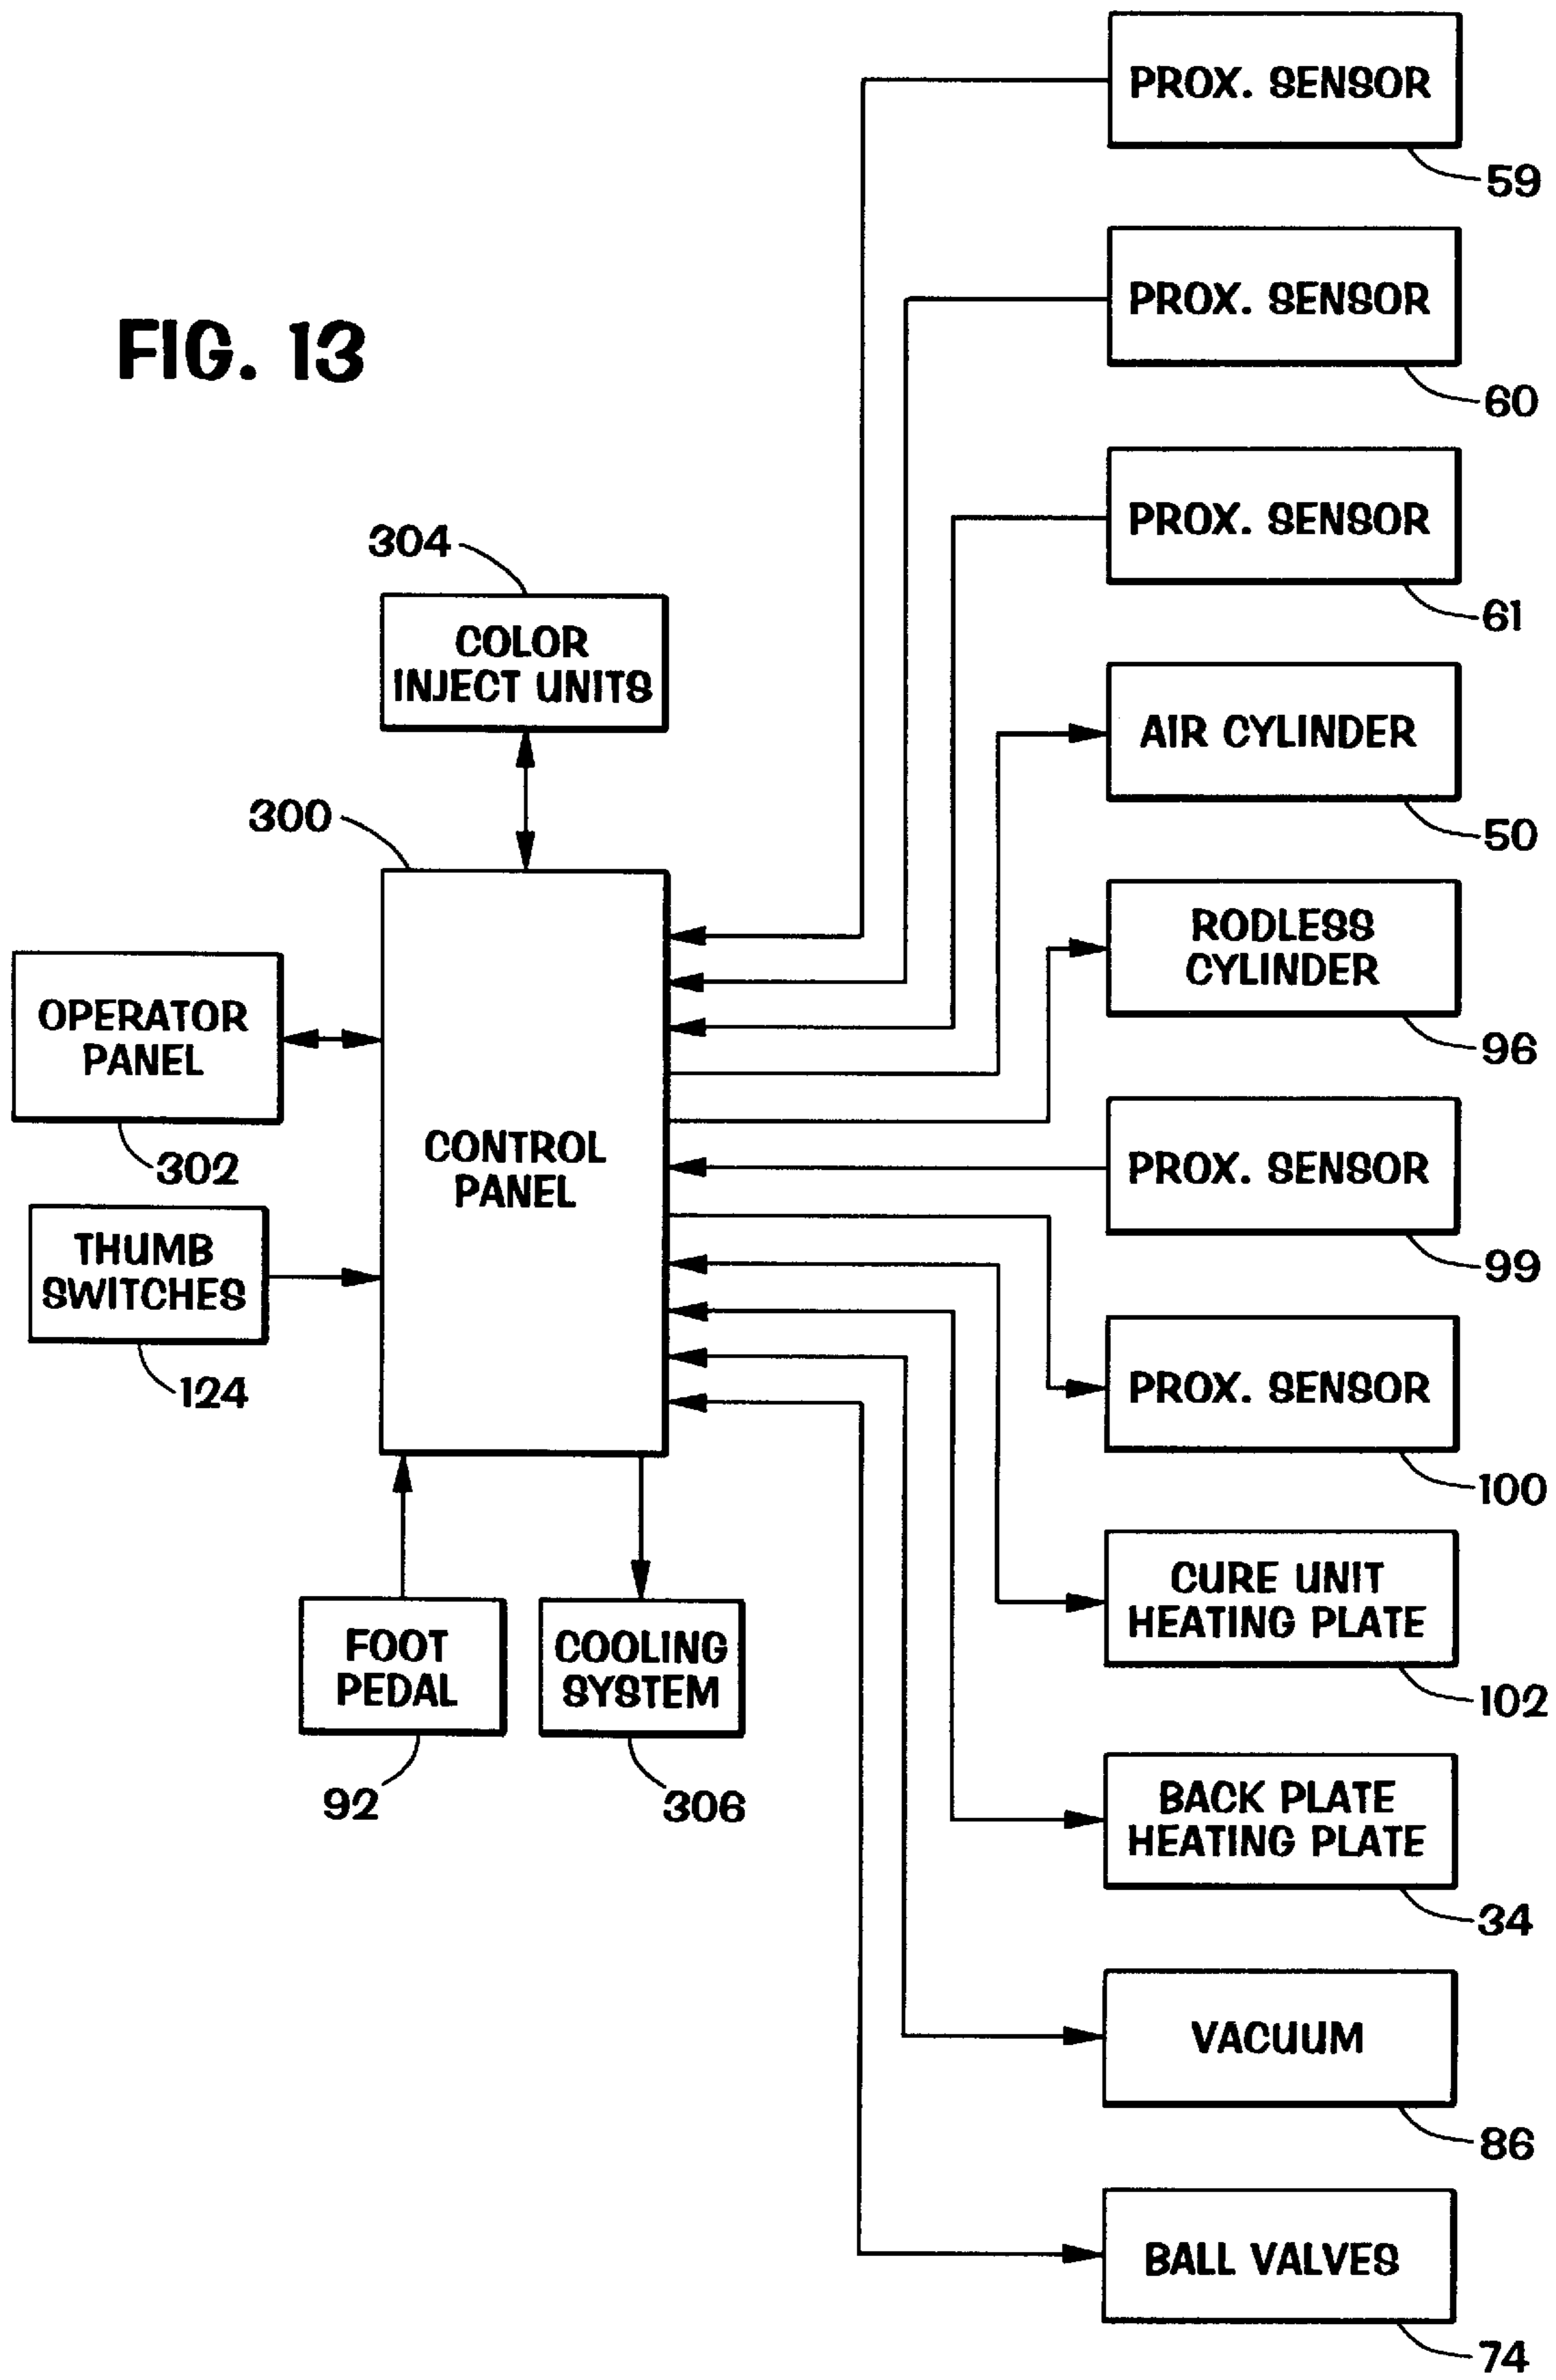 PROX. SENSOR
59
PROX. SENSOR
60
FIG. 13
PROX. SENSOR
61
304
COLOR
INJECT UNITS
AIR CYLINDER
50
300
RODLESS
CYLINDER
96
OPERATOR
PANEL
302
CONTROL
PANEL
PROX. SENSOR
99
THUMB
SWITCHES
124
PROX. SENSOR
100
CURE UNIT
HEATING PLATE
102
FOOT
PEDAL
92
COOLING
SYSTEM
306
BACK PLATE
HEATING PLATE
34
VACUUM
86
BALL VALVES
74